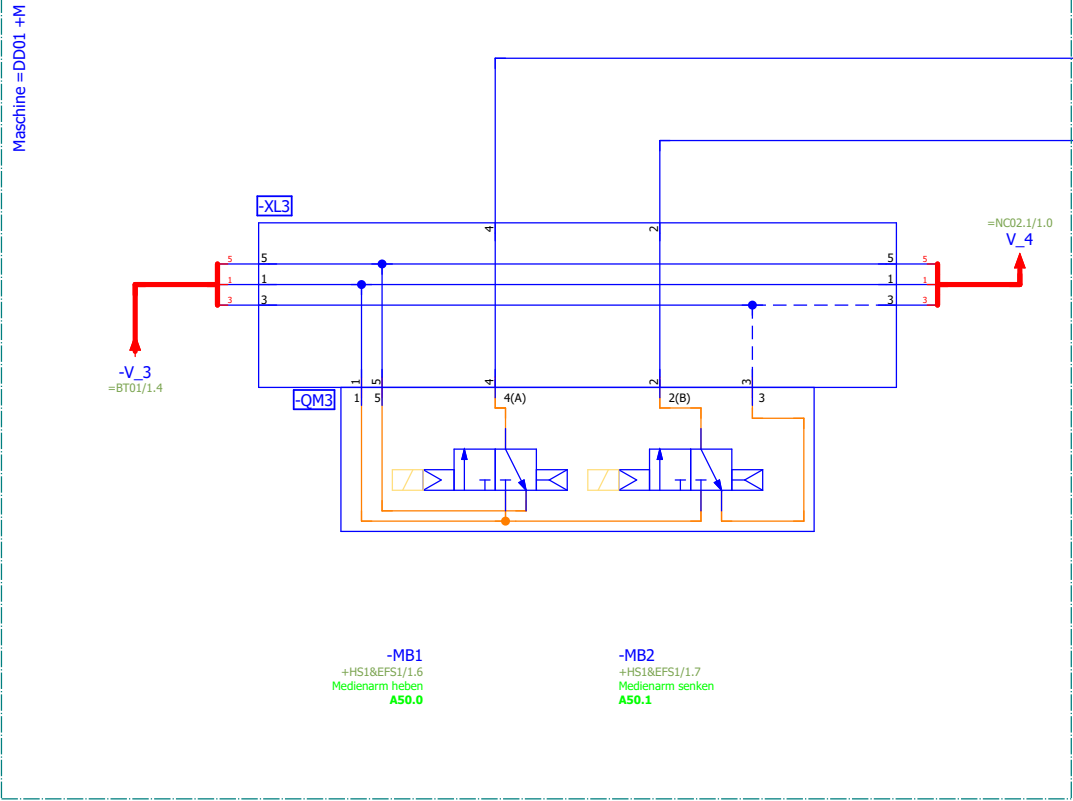 Maschine =DD01 +M
-XL3
4
2
=NC02.1/1.0
V_4
5
5
5
5
1
1
1
1
3
3
3
3
-V_3
=BT01/1.4
1
5
4
2
3
-QM3
1
5
4(A)
2(B)
3
-MB1
+HS1&EFS1/1.6
Medienarm heben
A50.0
-MB2
+HS1&EFS1/1.7
Medienarm senken
A50.1